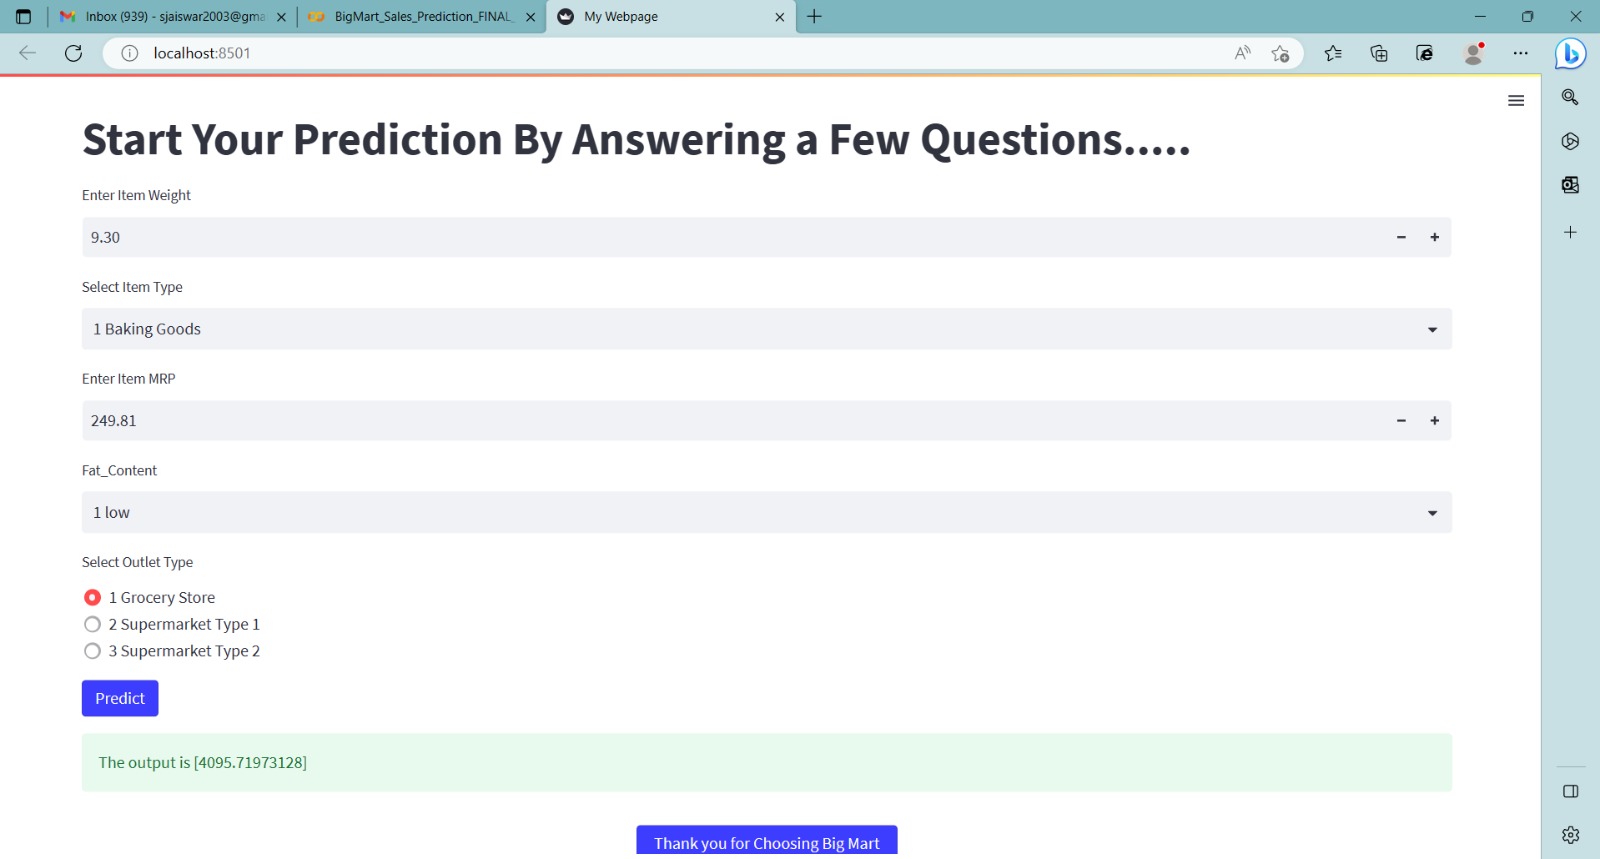 Inbox (939) - sjaiswar2003@gma
BigMart_Sales_Prediction_FINAL_
My Webpage
localhost:8501
Start Your Prediction By Answering a Few Questions.....
Enter Item Weight
9.30
Select Item Type
1 Baking Goods
Enter Item MRP
249.81
Fat_Content
1 low
Select Outlet Type
1 Grocery Store
2 Supermarket Type 1
3 Supermarket Type 2
Predict
The output is [4095.71973128]
Thank you for Choosing Big Mart